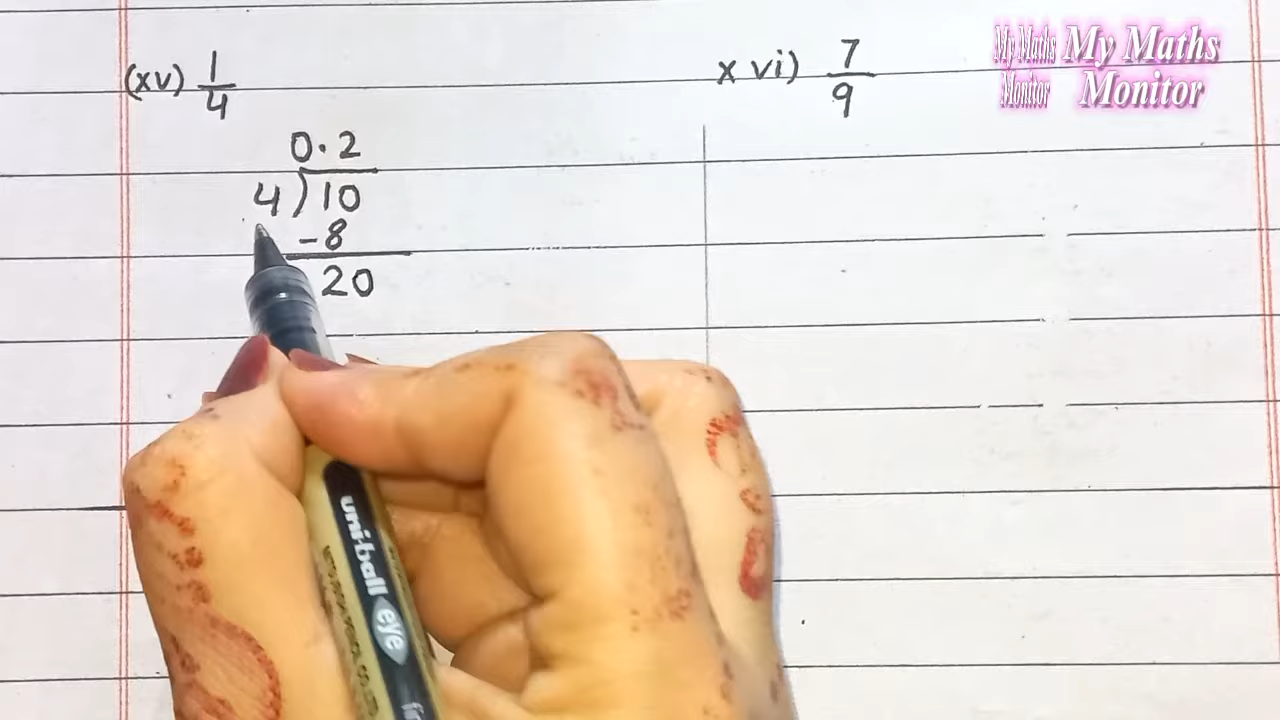 (xv) 1/4
0.2
4)10
-8
20
xvi) 7/9
My Maths Monitor
My Maths Monitor
uni-ball eye